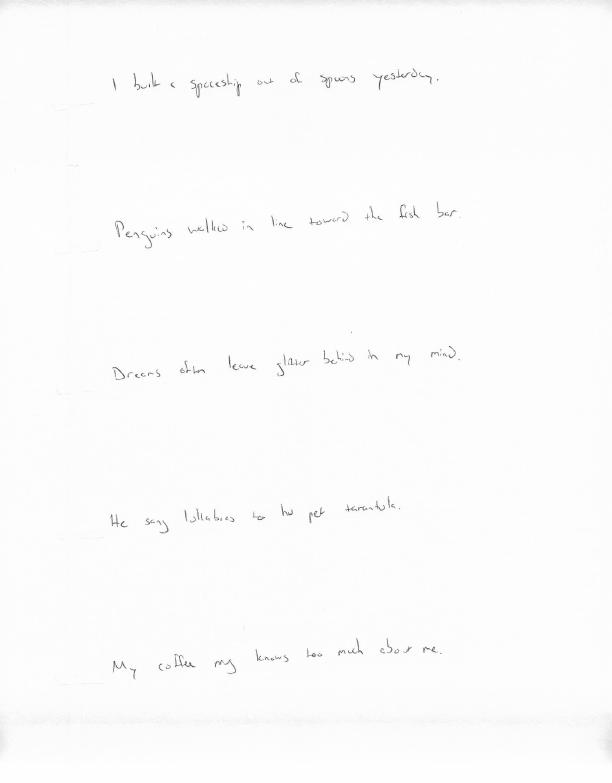 I built a spaceship out of spoons yesterday.
Penguins walked in line toward the fish bar.
Dreams often leave glitter behind in my mind.
He sang lullabies to his pet tarantula.
My coffee mug knows too much about me.